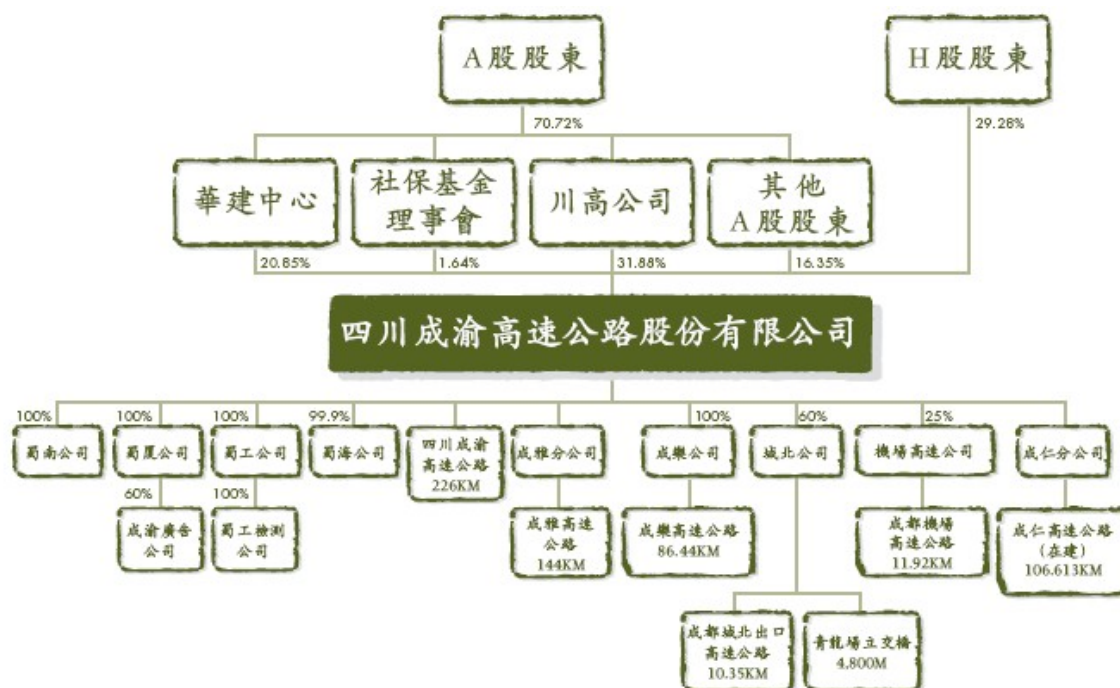 A股股東
H股股東
70.72%
29.28%
華建中心
社保基金
理事會
川高公司
其他
A股股東
20.85%
1.64%
31.88%
16.35%
四川成渝高速公路股份有限公司
100%
100%
100%
99.9%
100%
60%
25%
蜀南公司
蜀厦公司
蜀工公司
蜀海公司
四川成渝
高速公路
226KM
成雅分公司
成樂公司
城北公司
機場高速公司
成仁分公司
60%
100%
成渝廣告
公司
蜀工檢測
公司
成雅高速
公路
144KM
成樂高速公路
86.44KM
成都機場
高速公路
11.92KM
成仁高速公路
(在建)
106.613KM
成都城北出口
高速公路
10.35KM
青龍場立交橋
4,800M